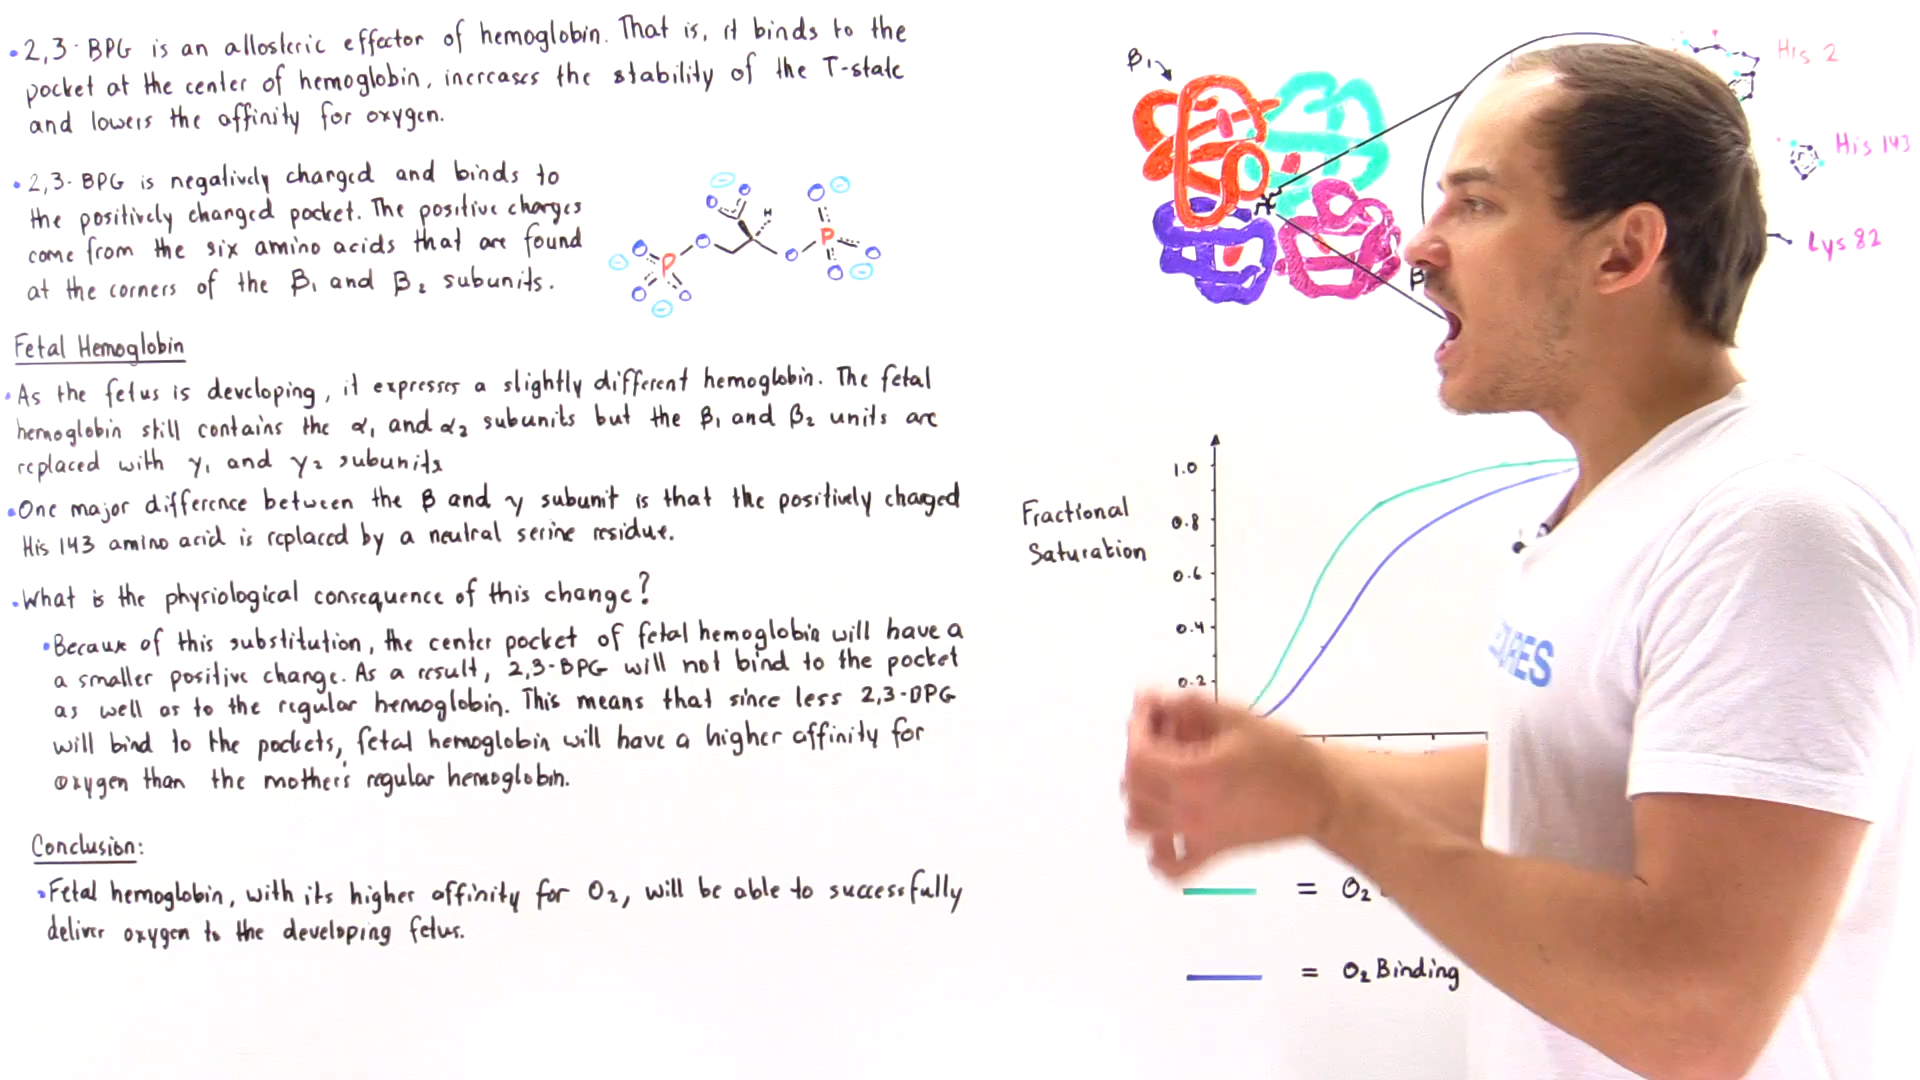 • 2,3-BPG is an allosteric effector of hemoglobin. That is, it binds to the
pocket at the center of hemoglobin, increases the stability of the T-state
and lowers the affinity for oxygen.
• 2,3-BPG is negatively charged and binds to
the positively changed pocket. The positive charges
come from the six amino acids that are found
at the corners of the β₁ and β₂ subunits.
Fetal Hemoglobin
• As the fetus is developing, it expresses a slightly different hemoglobin. The fetal
hemoglobin still contains the α₁ and α₂ subunits but the β₁ and β₂ units are
replaced with γ₁ and γ₂ subunits
• One major difference between the β and γ subunit is that the positively charged
His 143 amino acid is replaced by a neutral serine residue.
• What is the physiological consequence of this change?
• Because of this substitution, the center pocket of fetal hemoglobin will have a
a smaller positive change. As a result, 2,3-BPG will not bind to the pocket
as well as to the regular hemoglobin. This means that since less 2,3-BPG
will bind to the pockets, fetal hemoglobin will have a higher affinity for
oxygen than the mother's regular hemoglobin.
Conclusion:
• Fetal hemoglobin, with its higher affinity for O₂, will be able to successfully
deliver oxygen to the developing fetus.
H
P
P
β₁
β
His 2
His 143
Lys 82
Fractional
Saturation
1.0
0.8
0.6
0.4
0.2
= O₂
= O₂ Binding